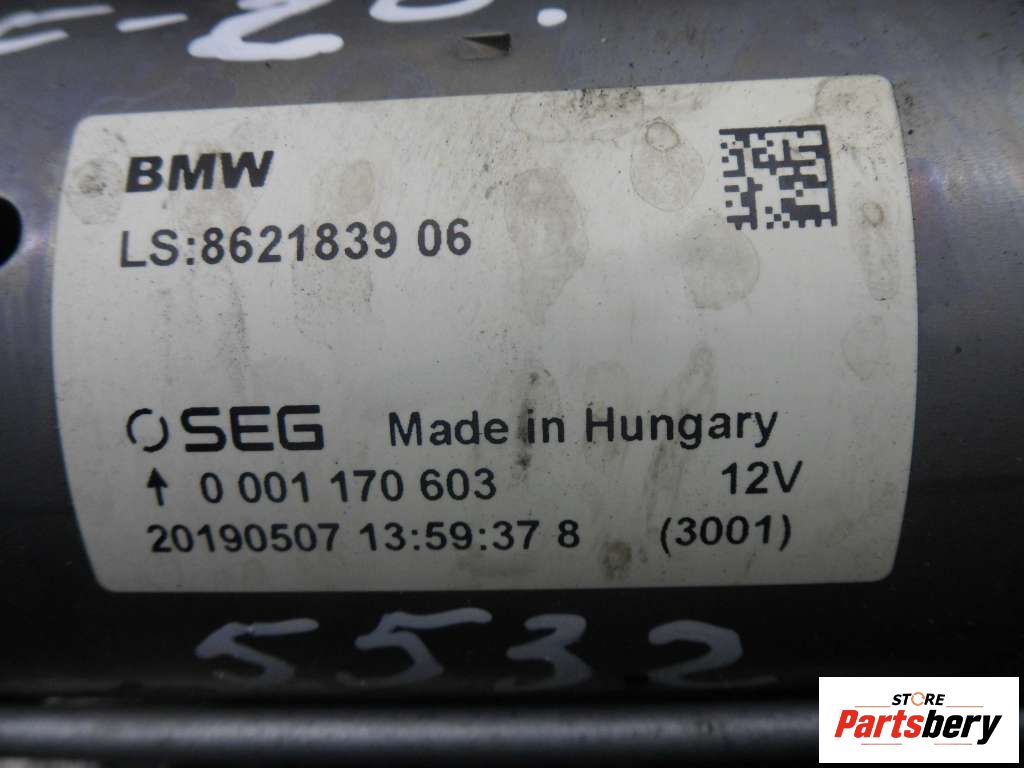 BMW
LS:8621839 06
SEG Made in Hungary
↑ 0 001 170 603 12V
20190507 13:59:37 8 (3001)
5532
STORE
Partsbery